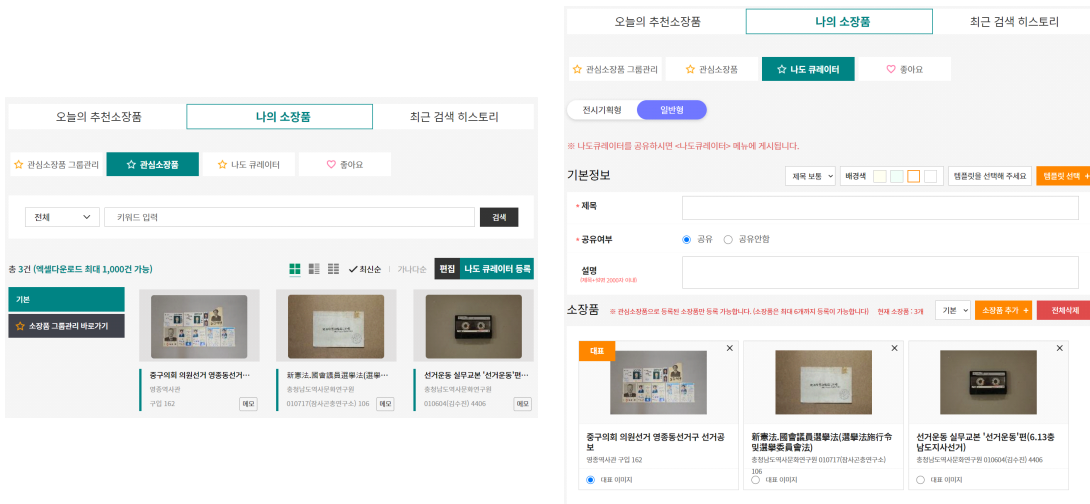 오늘의 추천소장품
나의 소장품
최근 검색 히스토리
관심소장품 그룹관리
관심소장품
나도 큐레이터
좋아요
전체
키워드 입력
검색
총 3건 (엑셀다운로드 최대 1,000건 가능)
최신순
가나다순
편집
나도 큐레이터 등록
기본
소장품 그룹관리 바로가기
중구의회 의원선거 영종동선거…
영종역사관
구입 162
메모
新憲法.國會議員選擧法(選擧…
충청남도역사문화연구원
010717(참사곤충연구소) 106
메모
선거운동 실무교본 '선거운동'편…
충청남도역사문화연구원
010604(김수진) 4406
메모
오늘의 추천소장품
나의 소장품
최근 검색 히스토리
관심소장품 그룹관리
관심소장품
나도 큐레이터
좋아요
전시기획형
일반형
※ 나도큐레이터를 공유하시면 <나도큐레이터> 메뉴에 게시됩니다.
기본정보
제목 보통
배경색
템플릿을 선택해 주세요
템플릿 선택 +
* 제목
* 공유여부
공유
공유안함
설명
(제목+설명 2000자 이내)
소장품
※ 관심소장품으로 등록된 소장품만 등록 가능합니다. (소장품은 최대 6개까지 등록이 가능합니다)
현재 소장품 : 3개
기본
소장품 추가 +
전체삭제
대표
중구의회 의원선거 영종동선거구 선거공
보
영종역사관 구입 162
대표 이미지
新憲法.國會議員選擧法(選擧法施行令
및選擧委員會法)
충청남도역사문화연구원 010717(참사곤충연구소)
106
대표 이미지
선거운동 실무교본 '선거운동'편(6.13충
남도지사선거)
충청남도역사문화연구원 010604(김수진) 4406
대표 이미지